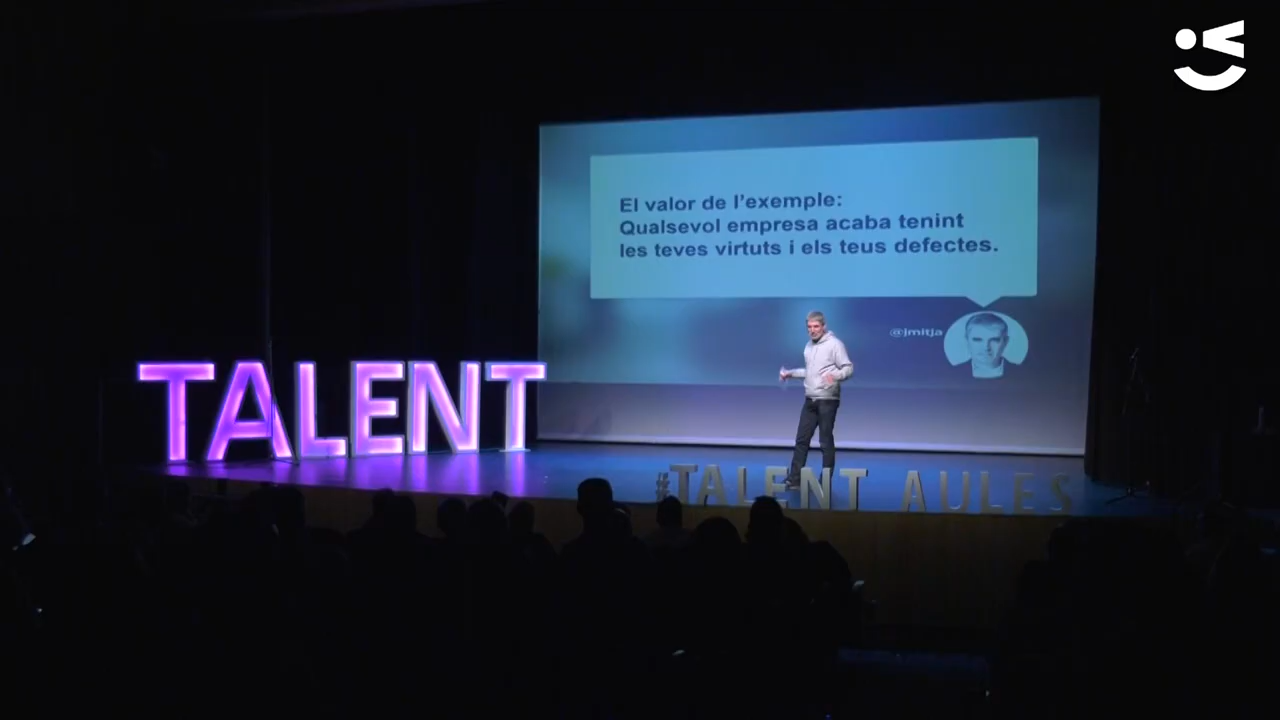 El valor de l'exemple:
Qualsevol empresa acaba tenint
les teves virtuts i els teus defectes.
@jmitja
TALENT
#TALENT AULES